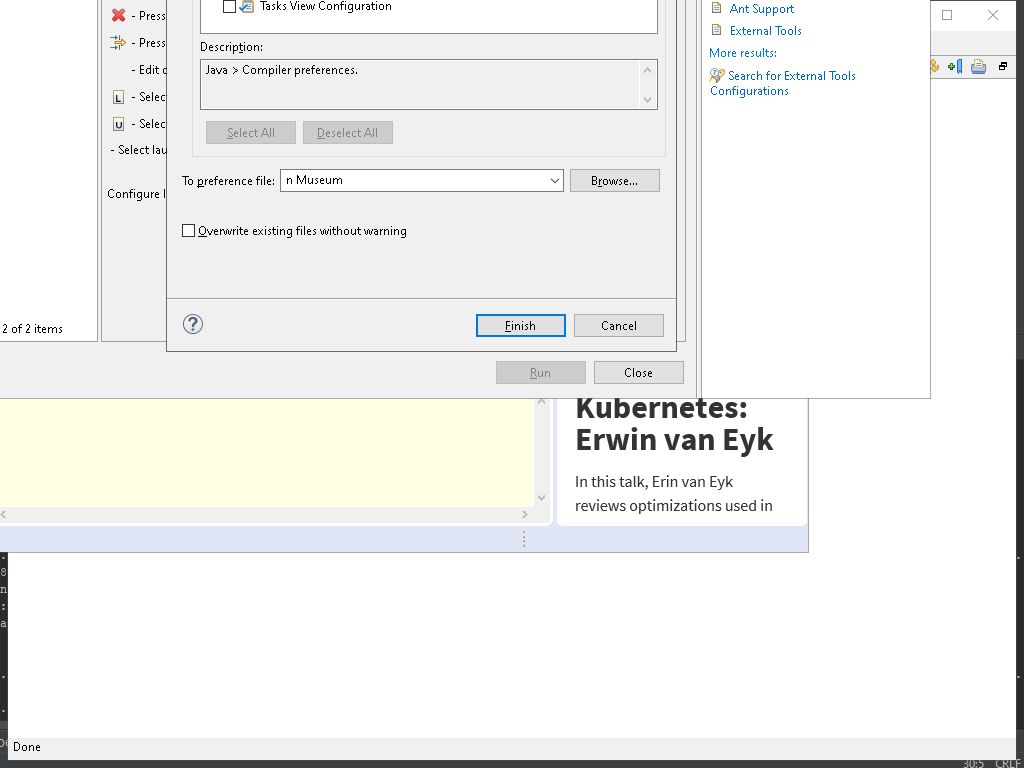 - Press
- Press
- Edit
- Selec
- Selec
- Select lau
Configure l
2 of 2 items
Tasks View Configuration
Description:
Java > Compiler preferences.
Select All
Deselect All
To preference file:
n Museum
Browse...
Overwrite existing files without warning
Finish
Cancel
Run
Close
Ant Support
External Tools
More results:
Search for External Tools
Configurations
Kubernetes:
Erwin van Eyk
In this talk, Erin van Eyk
reviews optimizations used in
8
n
:
a
Done
30:5 CRLF